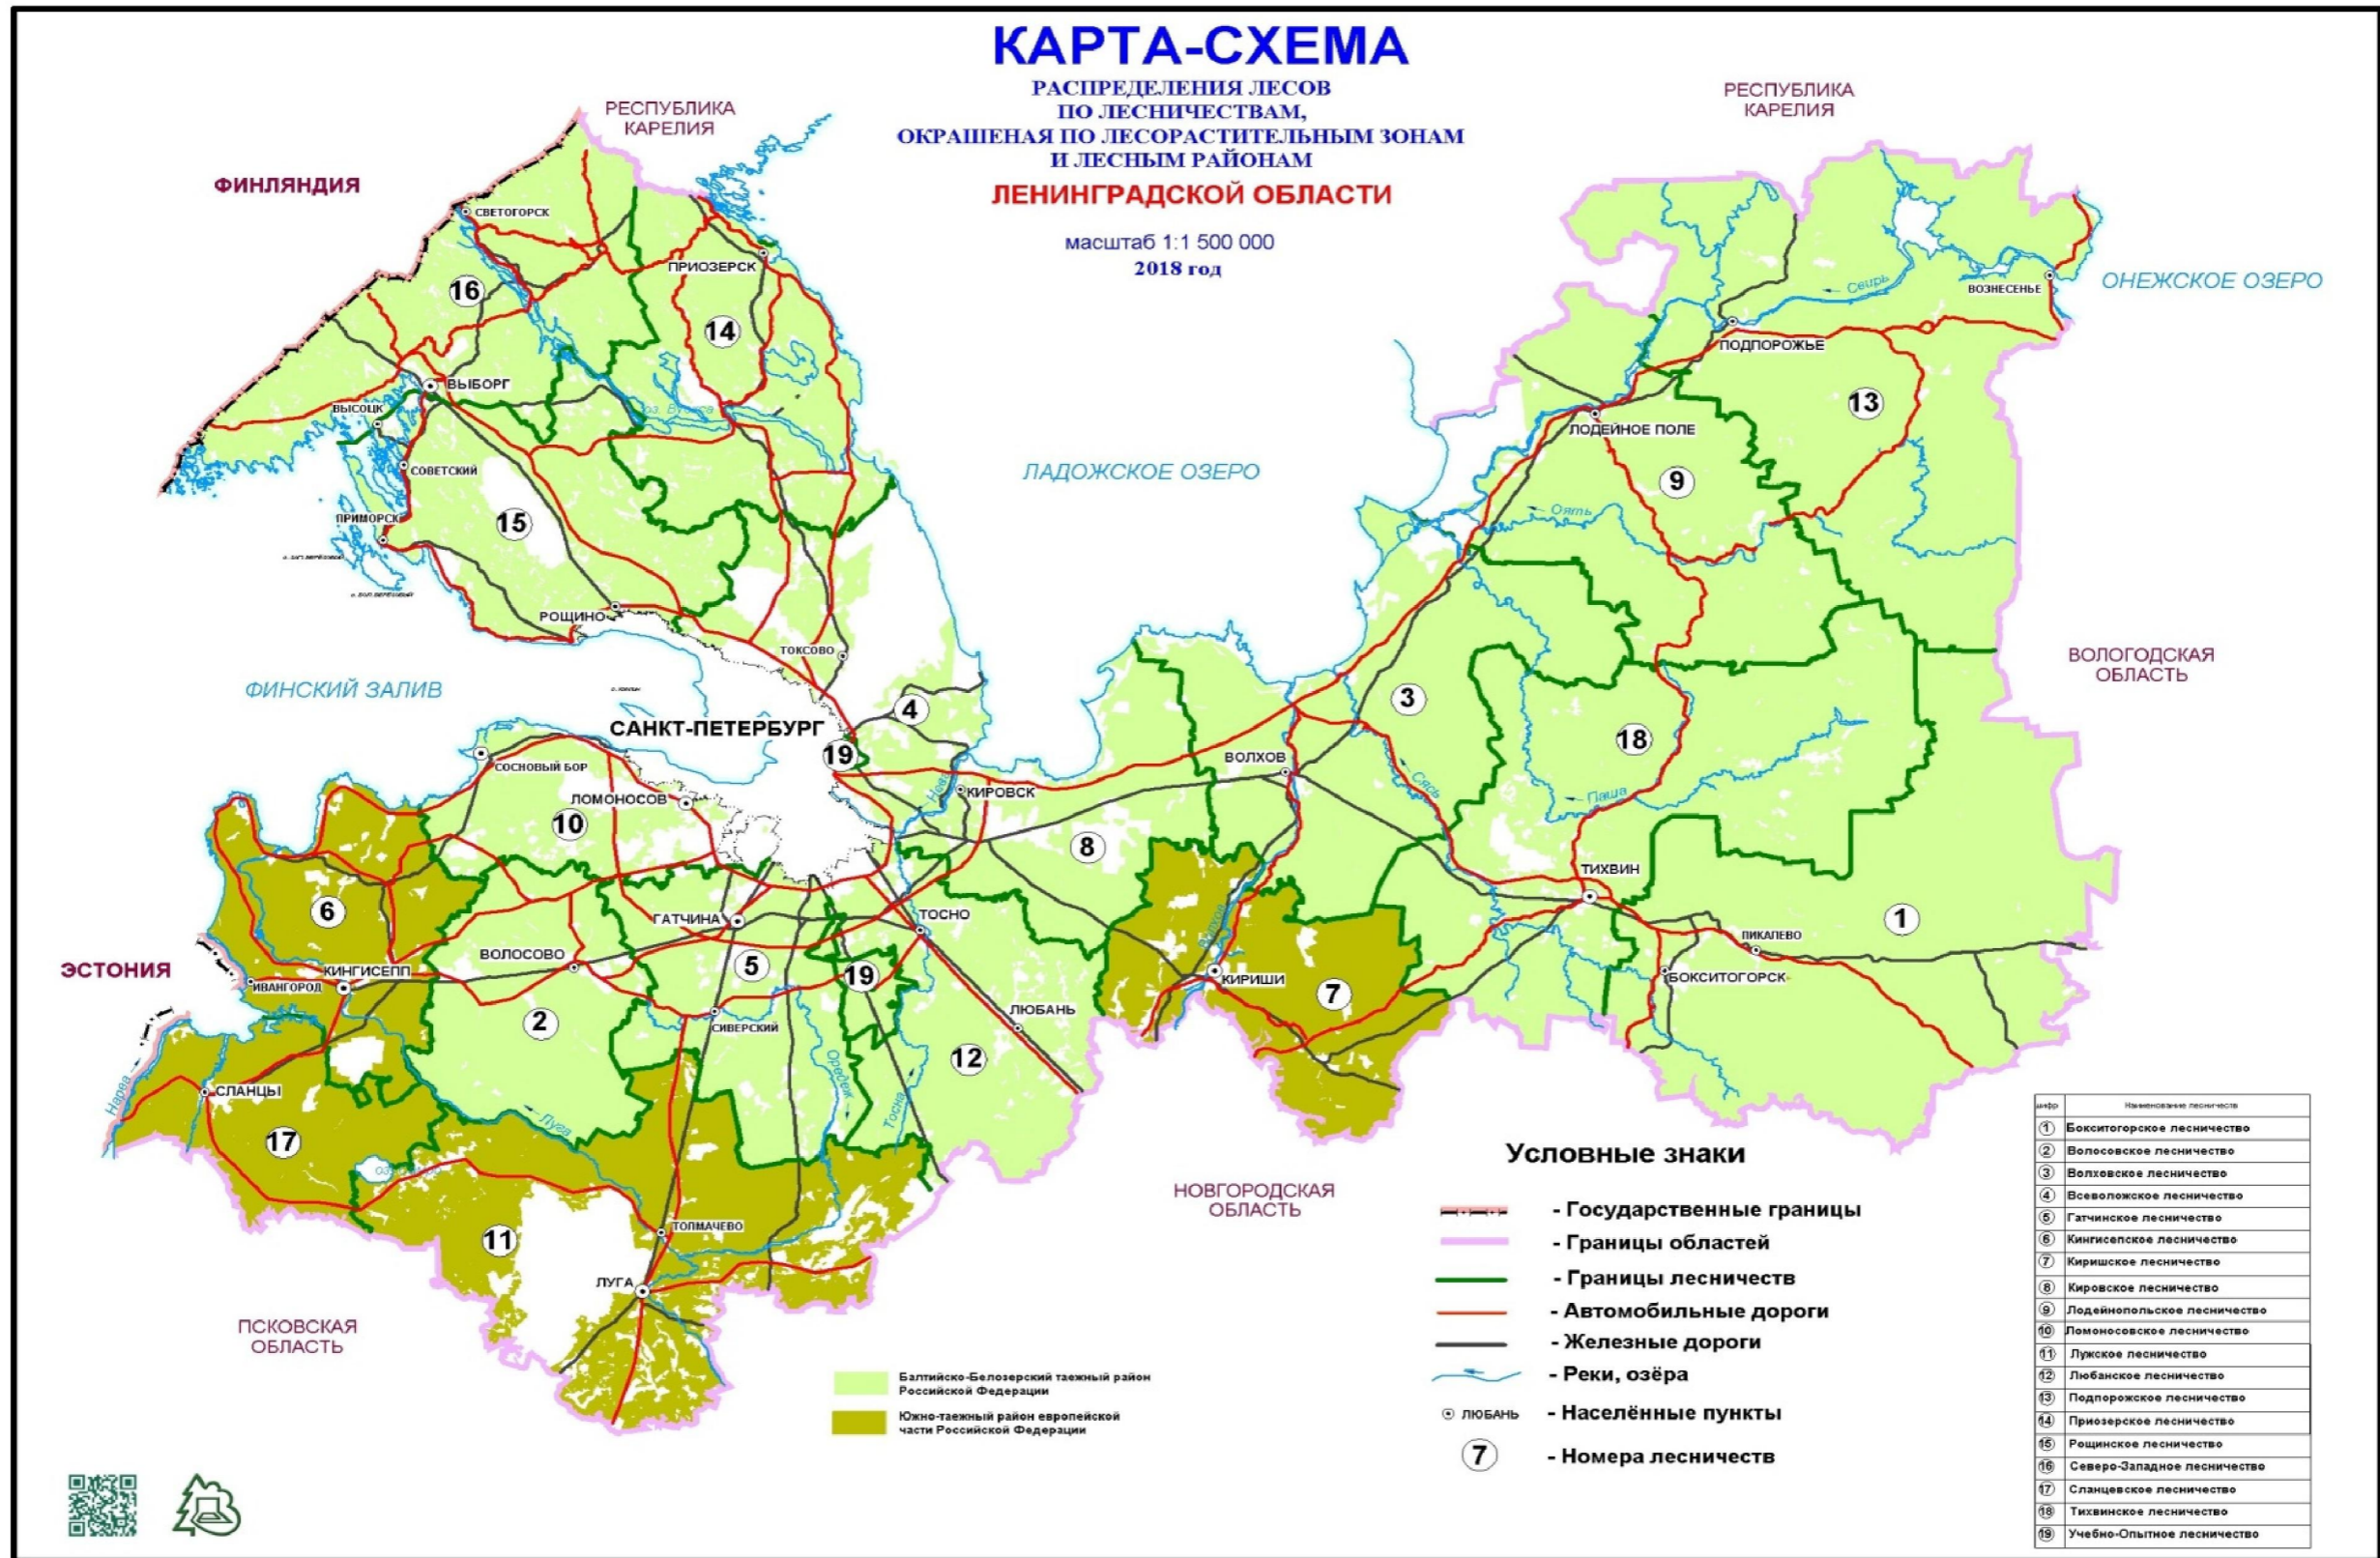 КАРТА-СХЕМА
РАСПРЕДЕЛЕНИЯ ЛЕСОВ
ПО ЛЕСНИЧЕСТВАМ,
ОКРАШЕНАЯ ПО ЛЕСОРАСТИТЕЛЬНЫМ ЗОНАМ
И ЛЕСНЫМ РАЙОНАМ
ЛЕНИНГРАДСКОЙ ОБЛАСТИ
масштаб 1:1 500 000
2018 год
РЕСПУБЛИКА
КАРЕЛИЯ
РЕСПУБЛИКА
КАРЕЛИЯ
ФИНЛЯНДИЯ
СВЕТОГОРСК
ПРИОЗЕРСК
16
14
ВЫБОРГ
ВЫСОЦК
оз. Вуокса
СОВЕТСКИЙ
ПРИМОРСК
15
РОЩИНО
ТОКСОВО
ЛАДОЖСКОЕ ОЗЕРО
ОНЕЖСКОЕ ОЗЕРО
ВОЗНЕСЕНЬЕ
Свирь
ПОДПОРОЖЬЕ
13
ЛОДЕЙНОЕ ПОЛЕ
9
Оять
ВОЛОГОДСКАЯ
ОБЛАСТЬ
ФИНСКИЙ ЗАЛИВ
САНКТ-ПЕТЕРБУРГ
4
19
3
18
ВОЛХОВ
Сясь
Паша
СОСНОВЫЙ БОР
ЛОМОНОСОВ
10
Нева
КИРОВСК
8
ТИХВИН
1
ПИКАЛЕВО
БОКСИТОГОРСК
6
ГАТЧИНА
ТОСНО
ВОЛОСОВО
5
19
Волхов
КИРИШИ
7
ЭСТОНИЯ
КИНГИСЕПП
ИВАНГОРОД
2
СИВЕРСКИЙ
ЛЮБАНЬ
12
Оредеж
Тосна
Нарва
СЛАНЦЫ
Луга
17
11
ТОЛМАЧЕВО
ЛУГА
ПСКОВСКАЯ
ОБЛАСТЬ
НОВГОРОДСКАЯ
ОБЛАСТЬ
Балтийско-Белозерский таежный район
Российской Федерации
Южно-таежный район европейской
части Российской Федерации
Условные знаки
- Государственные границы
- Границы областей
- Границы лесничеств
- Автомобильные дороги
- Железные дороги
- Реки, озёра
ЛЮБАНЬ - Населённые пункты
7 - Номера лесничеств
шифр Наименование лесничеств
1 Бокситогорское лесничество
2 Волосовское лесничество
3 Волховское лесничество
4 Всеволожское лесничество
5 Гатчинское лесничество
6 Кингисепское лесничество
7 Киришское лесничество
8 Кировское лесничество
9 Лодейнопольское лесничество
10 Ломоносовское лесничество
11 Лужское лесничество
12 Любанское лесничество
13 Подпорожское лесничество
14 Приозерское лесничество
15 Рощинское лесничество
16 Северо-Западное лесничество
17 Сланцевское лесничество
18 Тихвинское лесничество
19 Учебно-Опытное лесничество